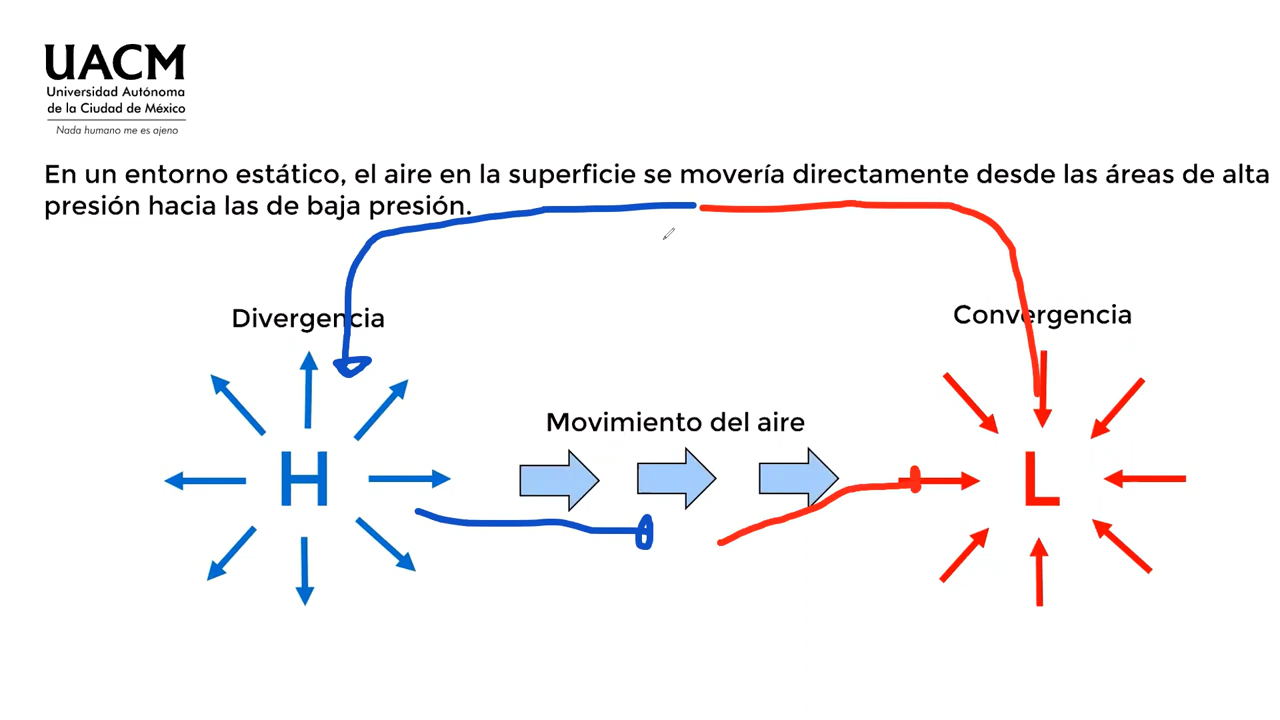 UACM
Universidad Autónoma
de la Ciudad de México
Nada humano me es ajeno
En un entorno estático, el aire en la superficie se movería directamente desde las áreas de alta
presión hacia las de baja presión.
Divergencia
Convergencia
Movimiento del aire
H
L